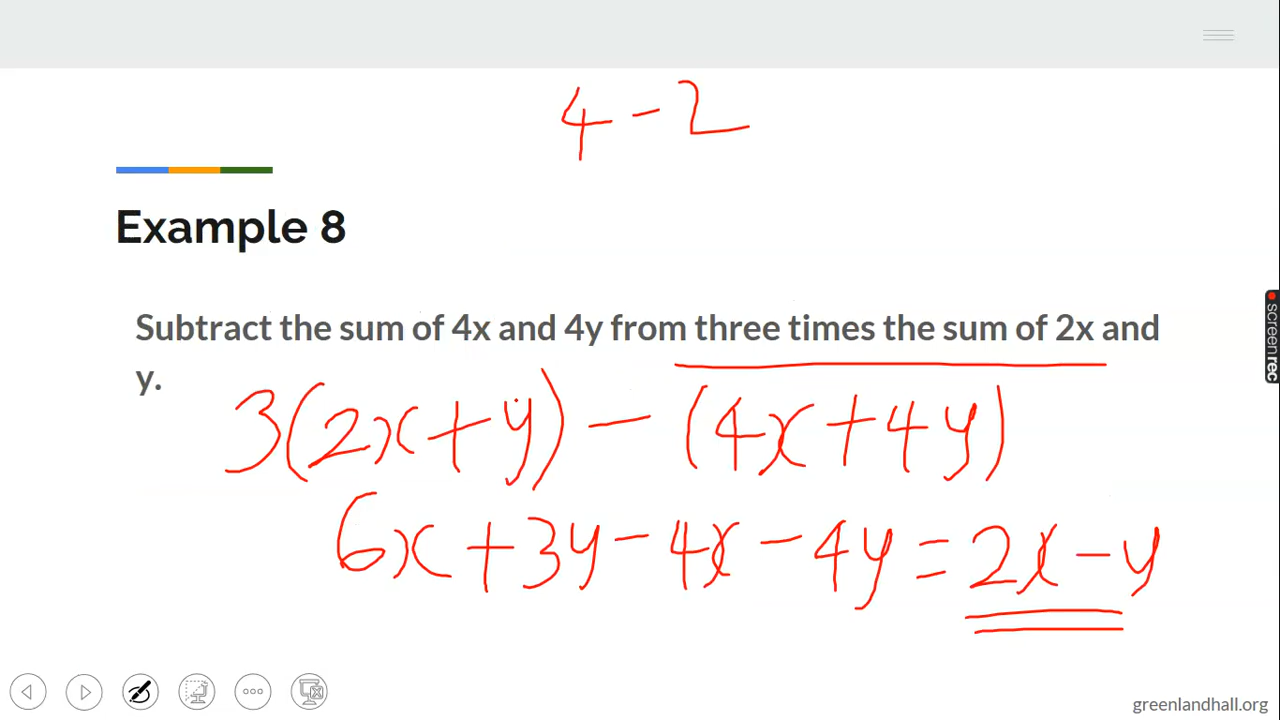 4 - 2
Example 8
Subtract the sum of 4x and 4y from three times the sum of 2x and
y.
3(2x+y) - (4x+4y)
6x+3y-4x-4y=2x-y
screenrec
greenlandhall.org